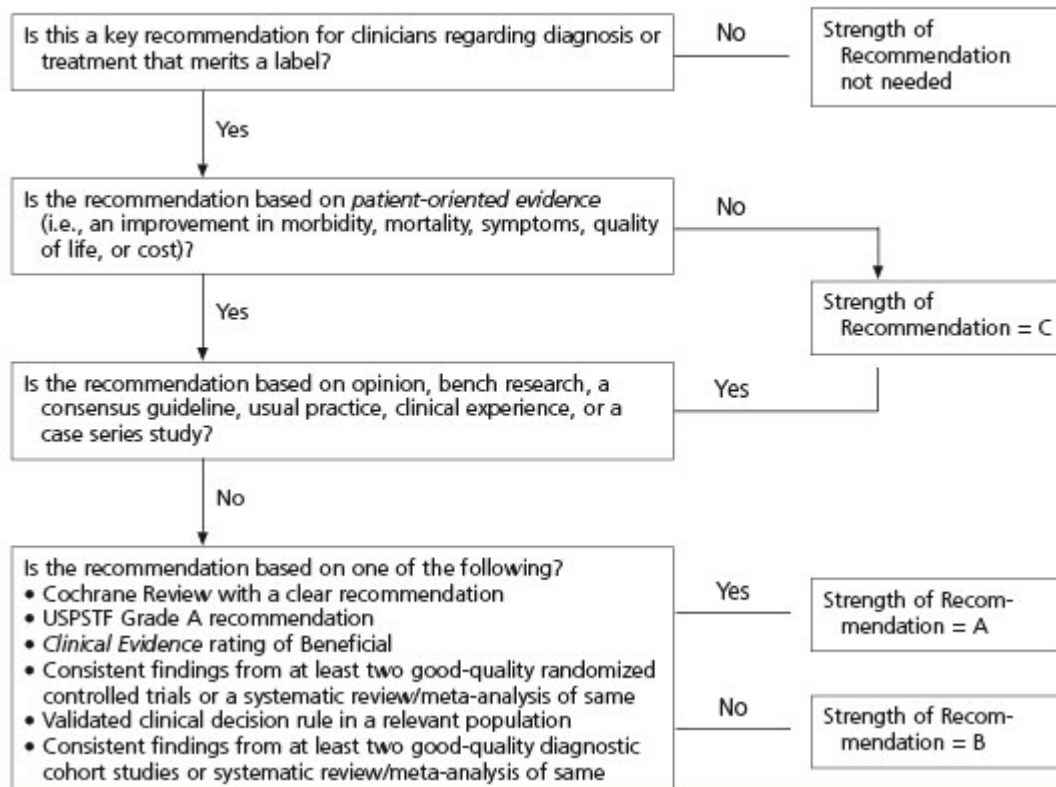 Is this a key recommendation for clinicians regarding diagnosis or
treatment that merits a label?
No
Strength of
Recommendation
not needed
Yes
Is the recommendation based on patient-oriented evidence
(i.e., an improvement in morbidity, mortality, symptoms, quality
of life, or cost)?
No
Yes
Strength of
Recommendation = C
Is the recommendation based on opinion, bench research, a
consensus guideline, usual practice, clinical experience, or a
case series study?
Yes
No
Is the recommendation based on one of the following?
• Cochrane Review with a clear recommendation
• USPSTF Grade A recommendation
• Clinical Evidence rating of Beneficial
• Consistent findings from at least two good-quality randomized
controlled trials or a systematic review/meta-analysis of same
• Validated clinical decision rule in a relevant population
• Consistent findings from at least two good-quality diagnostic
cohort studies or systematic review/meta-analysis of same
Yes
Strength of Recom-
mendation = A
No
Strength of Recom-
mendation = B